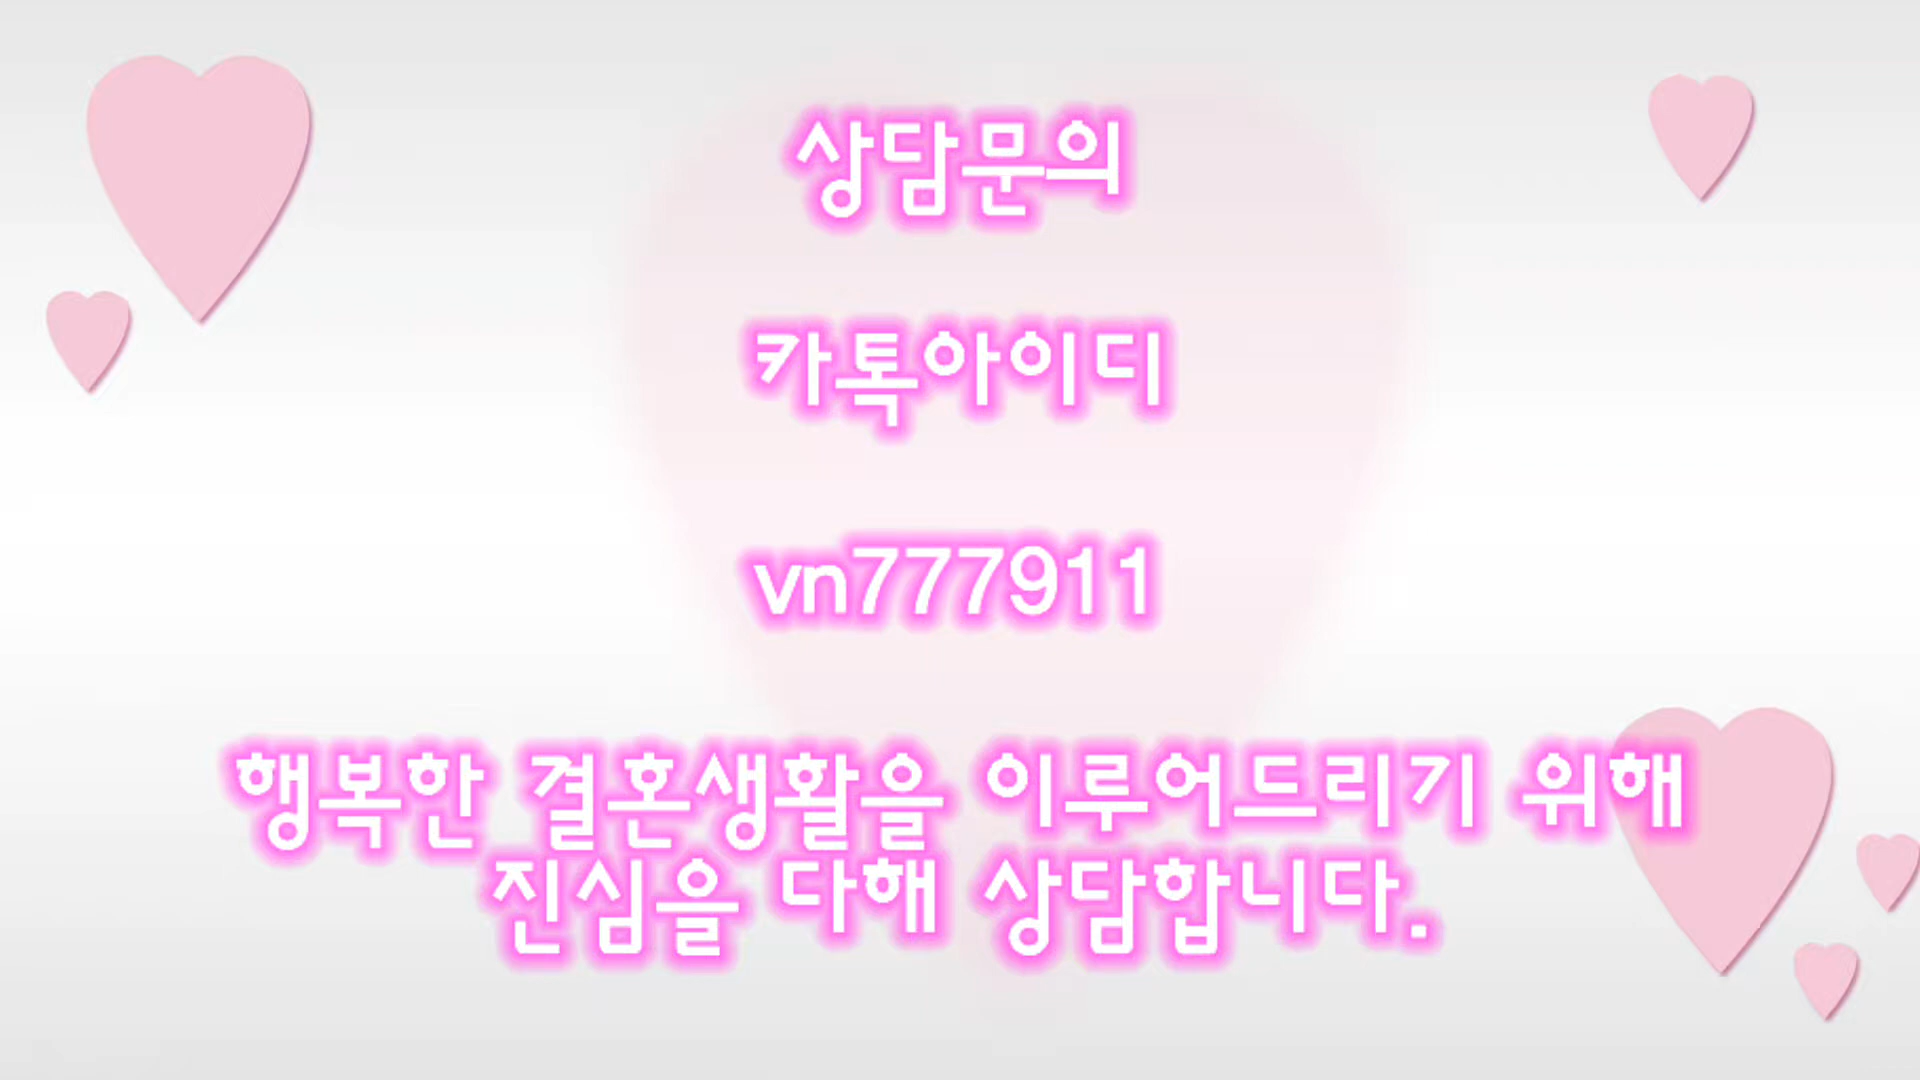 상담문의
카톡아이디
vn777911
행복한 결혼생활을 이루어드리기 위해
진심을 다해 상담합니다.